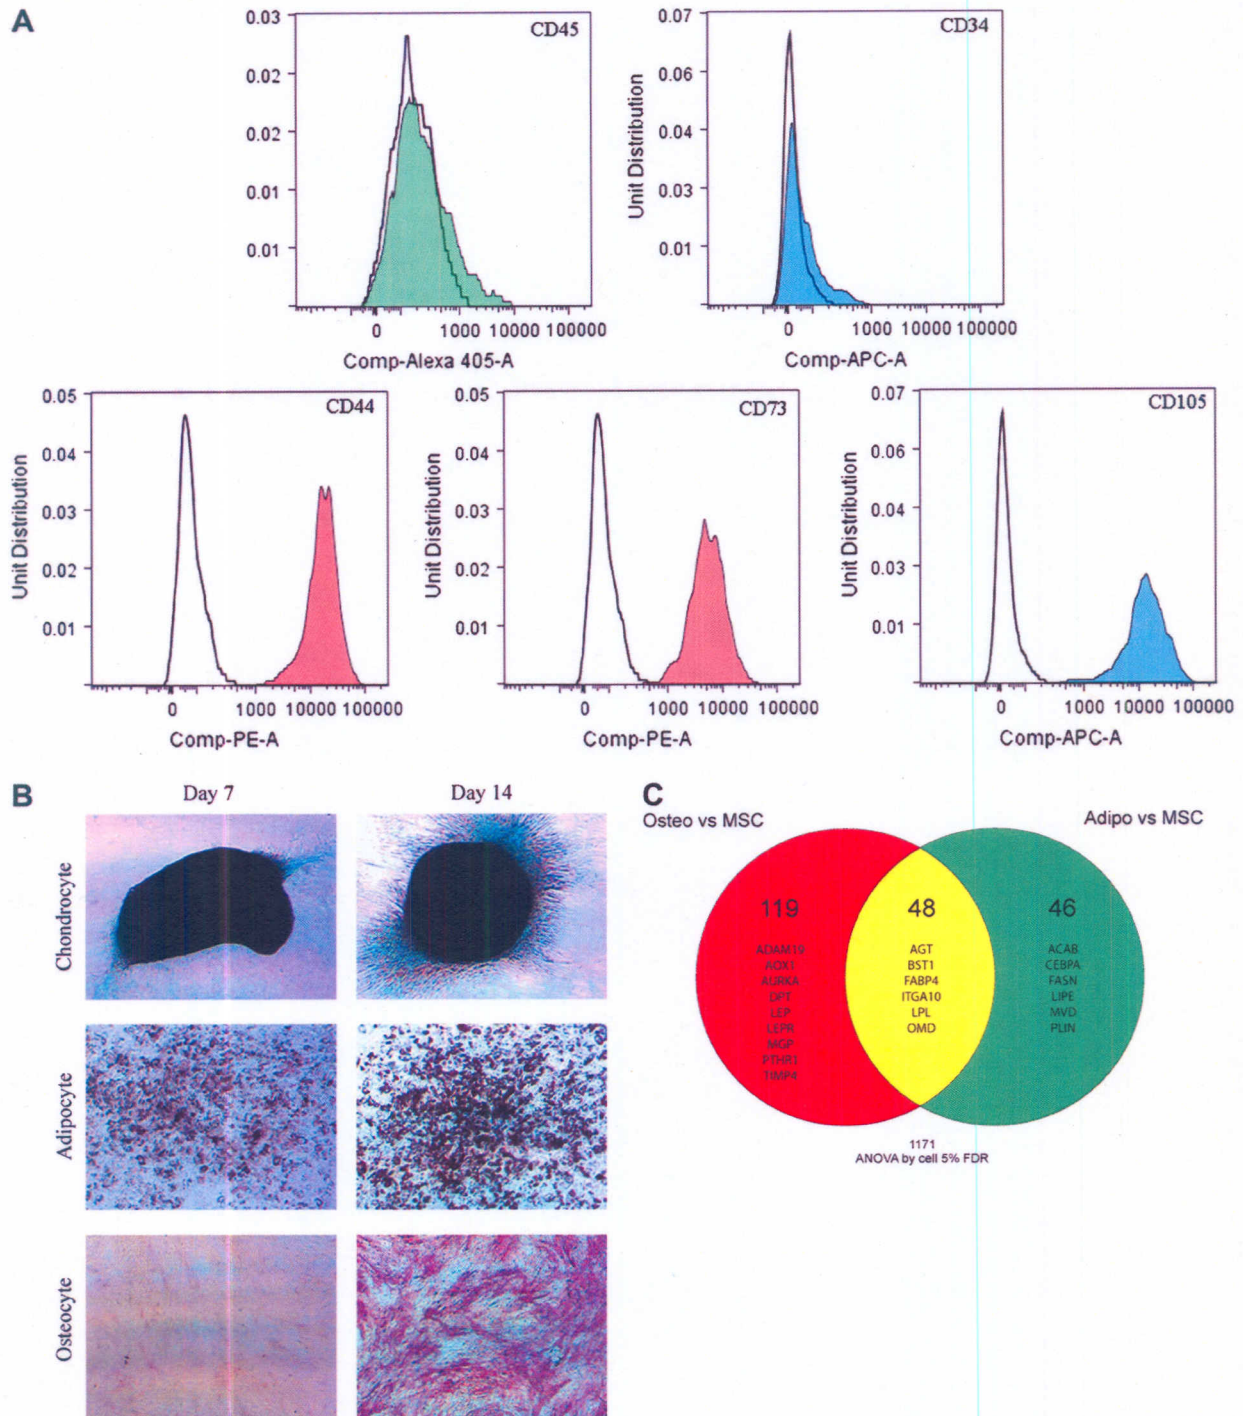 A
CD45
0.03
0.02
0.02
0.01
0.01
0 1000 10000 100000
Comp-Alexa 405-A
CD34
Unit Distribution
0.07
0.06
0.04
0.03
0.01
0 1000 10000 100000
Comp-APC-A
CD44
Unit Distribution
0.05
0.04
0.03
0.02
0.01
0 1000 10000 100000
Comp-PE-A
CD73
Unit Distribution
0.05
0.04
0.03
0.02
0.01
0 1000 10000 100000
Comp-PE-A
CD105
Unit Distribution
0.07
0.06
0.04
0.03
0.01
0 1000 10000 100000
Comp-APC-A
B
Day 7 Day 14
Chondrocyte
Adipocyte
Osteocyte
C
Osteo vs MSC Adipo vs MSC
119
ADAM19
AOX1
AURKA
DPT
LEP
LEPR
MGP
PTHR1
TIMP4
48
AGT
BST1
FABP4
ITGA10
LPL
OMD
46
ACAB
CEBPA
FASN
LIPE
MVD
PLIN
1171
ANOVA by cell 5% FDR